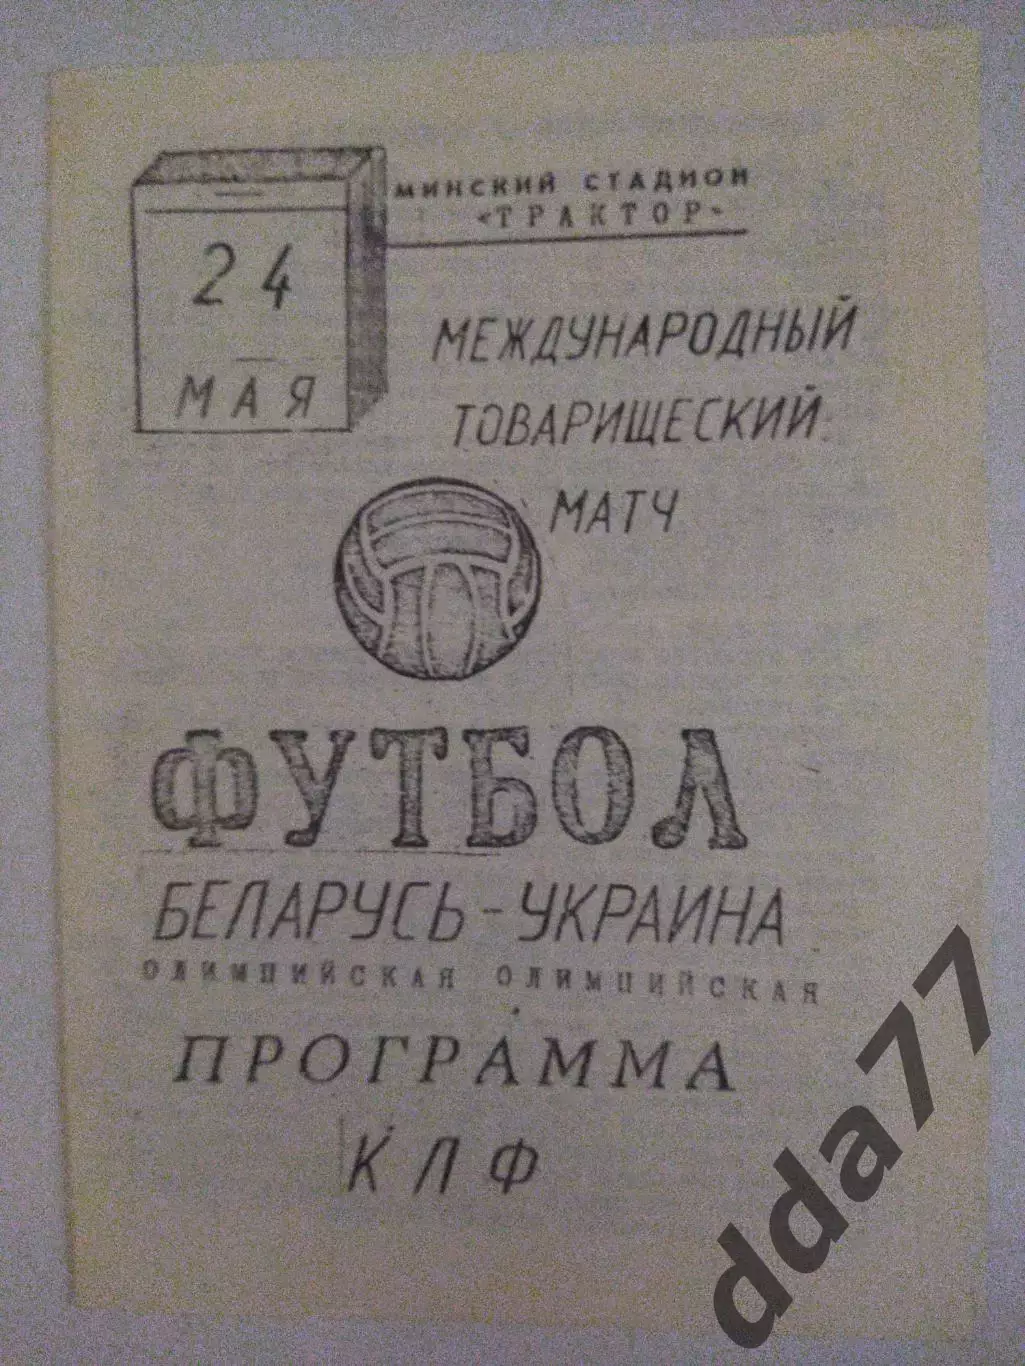 МИНСКИЙ СТАДИОН
«ТРАКТОР»
24
МАЯ
МЕЖДУНАРОДНЫЙ
ТОВАРИЩЕСКИЙ
МАТЧ
ФУТБОЛ
БЕЛАРУСЬ - УКРАИНА
ОЛИМПИЙСКАЯ ОЛИМПИЙСКАЯ
ПРОГРАММА
КЛФ
dda77